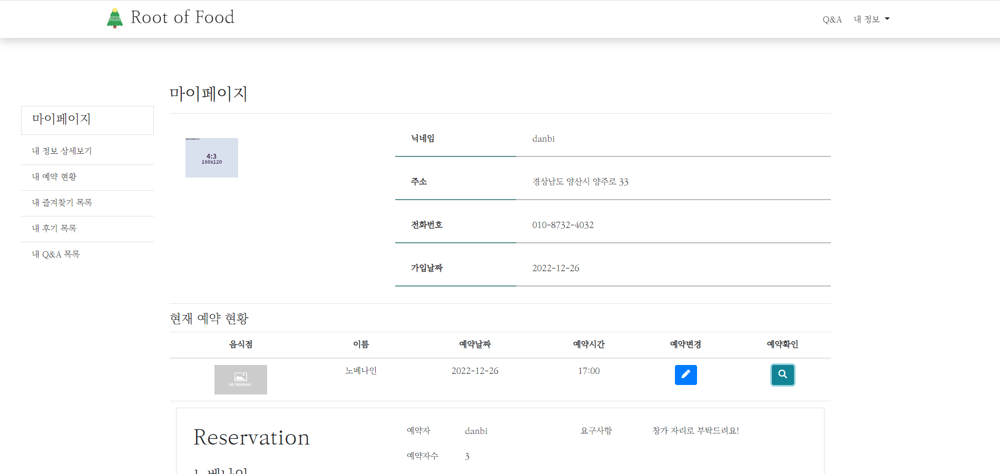 Root of Food
Q&A 내 정보
마이페이지
마이페이지
내 정보 상세보기
내 예약 현황
내 즐겨찾기 목록
내 후기 목록
내 Q&A 목록
4:3
160x120
닉네임 danbi
주소 경상남도 양산시 양주로 33
전화번호 010-8732-4032
가입날짜 2022-12-26
현재 예약 현황
음식점 이름 예약날짜 예약시간 예약변경 예약확인
NO THUMBNAIL
노베나인 2022-12-26 17:00
Reservation
예약자 danbi 요구사항 창가 자리로 부탁드려요!
예약자수 3
노베나인